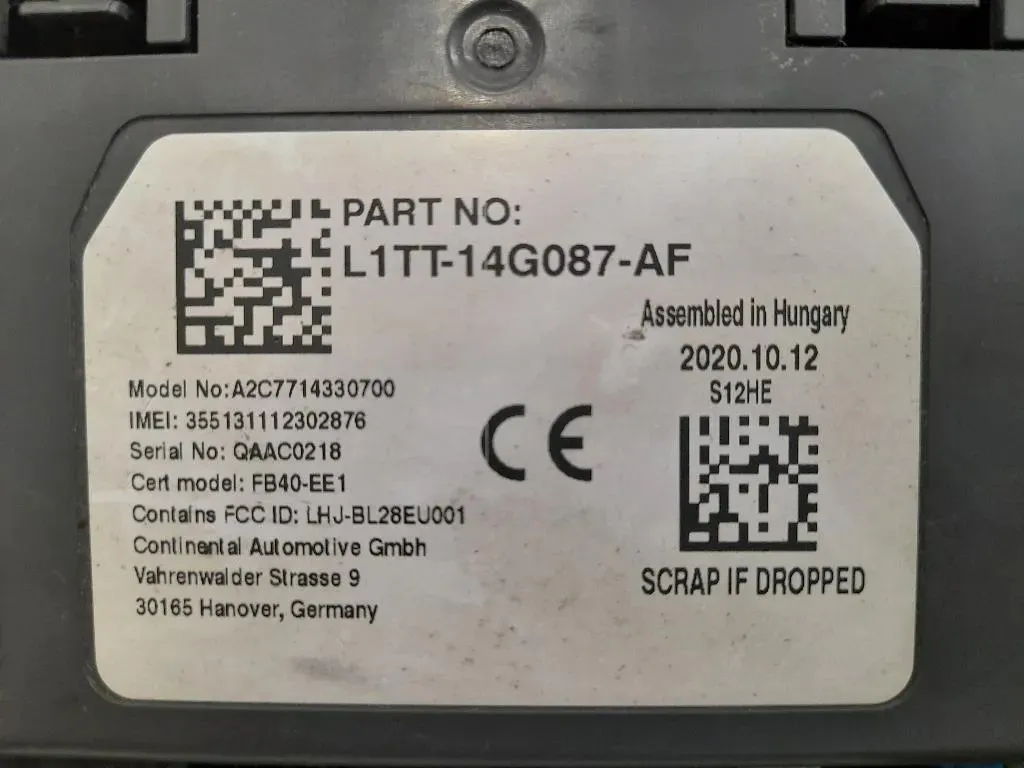 PART NO:
L1TT-14G087-AF
Assembled in Hungary
2020.10.12
S12HE
Model No:A2C7714330700
IMEI: 355131112302876
Serial No: QAAC0218
Cert model: FB40-EE1
Contains FCC ID: LHJ-BL28EU001
Continental Automotive Gmbh
Vahrenwalder Strasse 9
30165 Hanover, Germany
CE
SCRAP IF DROPPED